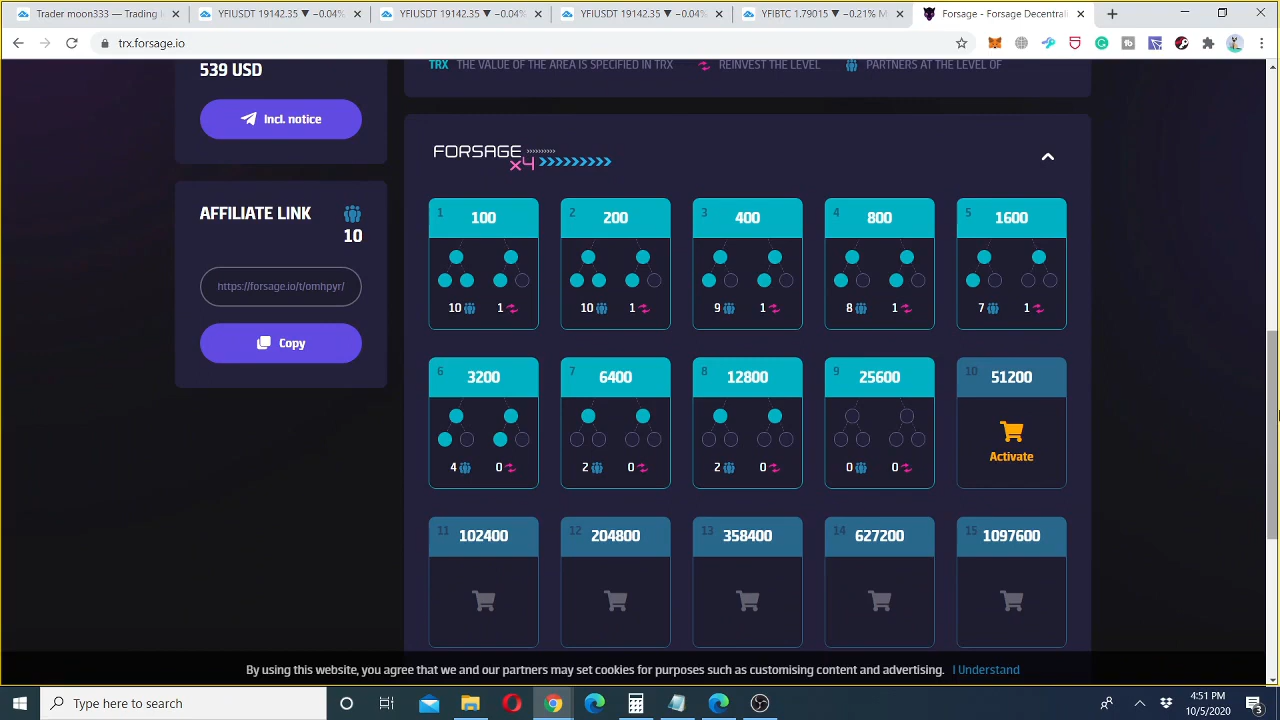 Trader moon333 — Trading I
YFIUSDT 19142.35 ▼ −0.04%
YFIUSDT 19142.35 ▼ −0.04%
YFIUSDT 19142.35 ▼ −0.04%
YFIBTC 1.79015 ▼ −0.21% M
Forsage - Forsage Decentrali
trx.forsage.io
539 USD
Incl. notice
AFFILIATE LINK
10
https://forsage.io/t/omhpyr/
Copy
TRX THE VALUE OF THE AREA IS SPECIFIED IN TRX REINVEST THE LEVEL PARTNERS AT THE LEVEL OF
FORSAGE
x4
1 100 2 200 3 400 4 800 5 1600
10 1 10 1 9 1 8 1 7 1
6 3200 7 6400 8 12800 9 25600 10 51200
Activate
4 0 2 0 2 0 0 0
11 102400 12 204800 13 358400 14 627200 15 1097600
By using this website, you agree that we and our partners may set cookies for purposes such as customising content and advertising. I Understand
Type here to search
4:51 PM
10/5/2020
3